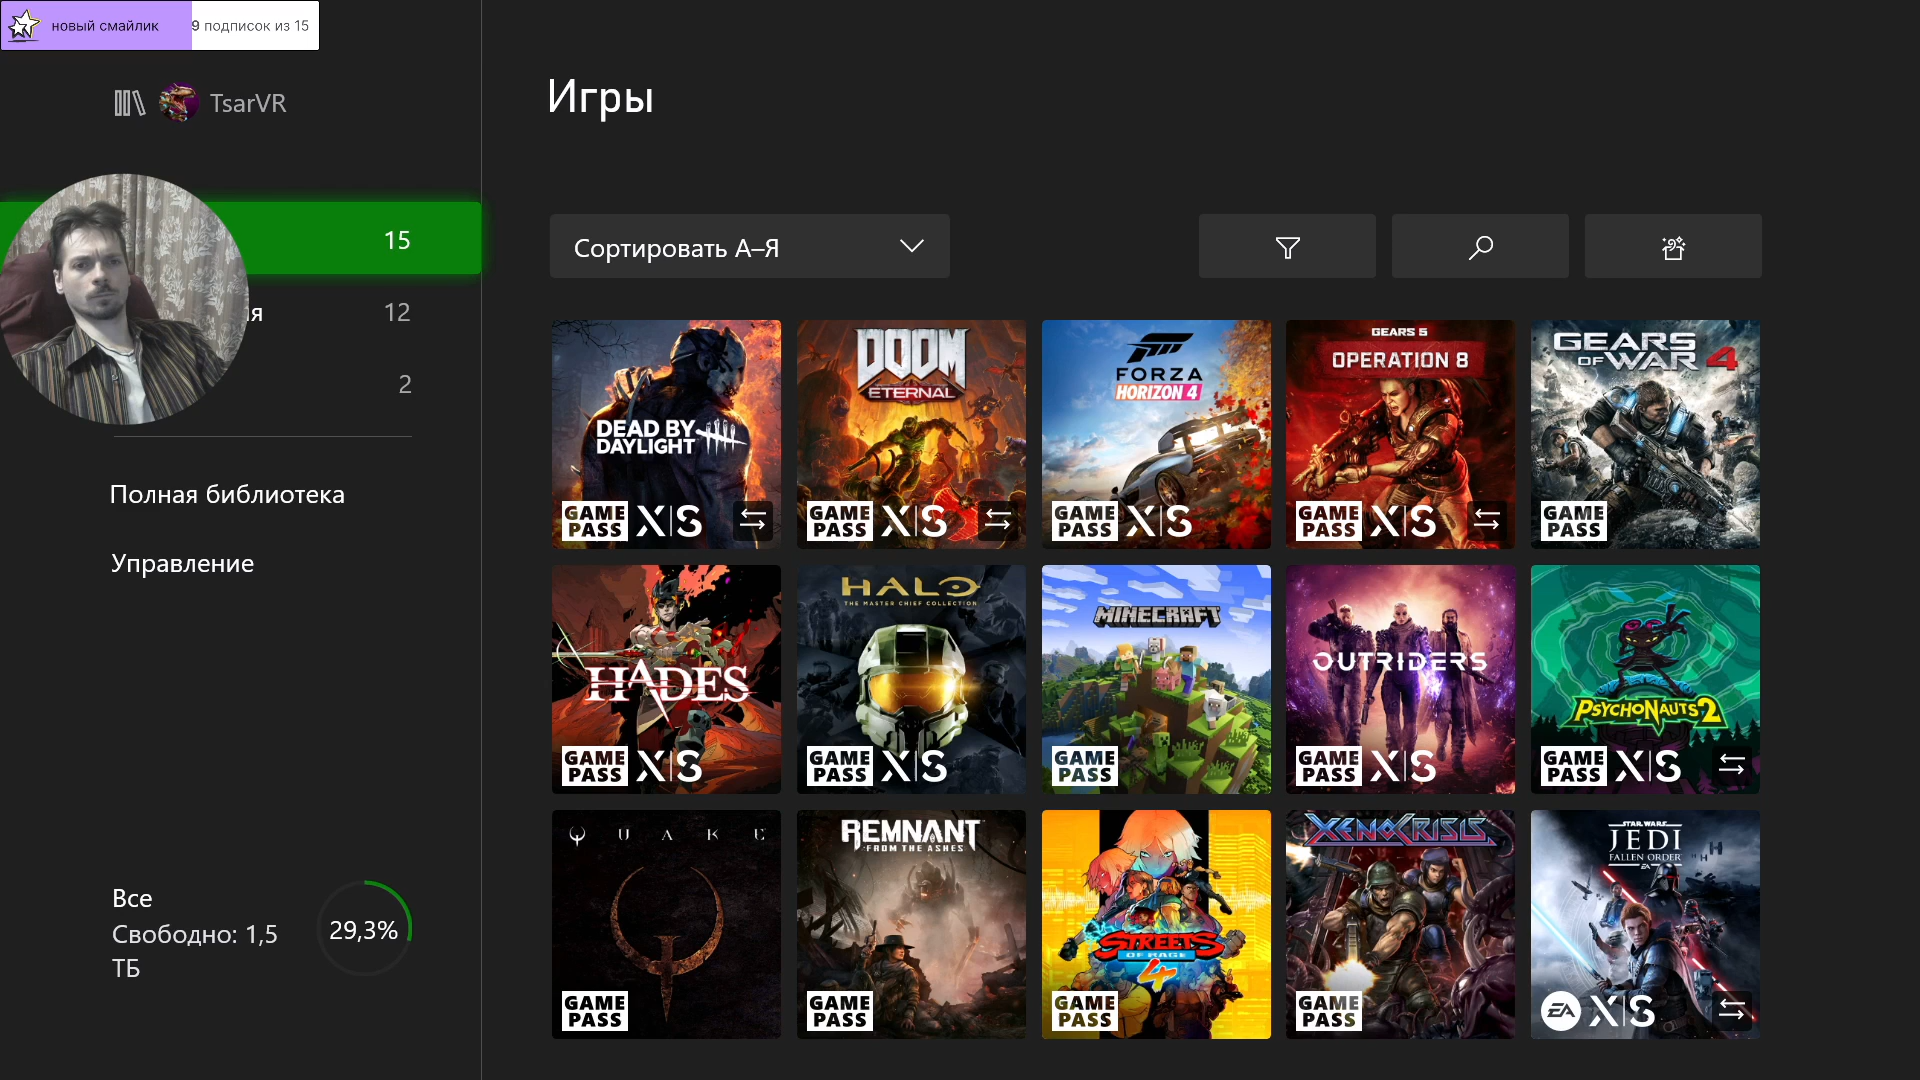 новый смайлик
9 подписок из 15
TsarVR
15
я
12
2
Полная библиотека
Управление
Все
Свободно: 1,5
ТБ
29,3%
Игры
Сортировать А–Я
DEAD BY
DAYLIGHT
GAME
PASS
X|S
DOOM
ETERNAL
GAME
PASS
X|S
FORZA
HORIZON 4
GAME
PASS
X|S
GEARS 5
OPERATION 8
GAME
PASS
X|S
GEARS
OF WAR 4
GAME
PASS
HADES
GAME
PASS
X|S
HALO
THE MASTER CHIEF COLLECTION
GAME
PASS
X|S
MINECRAFT
GAME
PASS
OUTRIDERS
GAME
PASS
X|S
PSYCHONAUTS 2
GAME
PASS
X|S
QUAKE
GAME
PASS
REMNANT
FROM THE ASHES
GAME
PASS
STREETS
OF RAGE
4
GAME
PASS
XENOCRISIS
GAME
PASS
STAR WARS
JEDI
FALLEN ORDER
EA
EA
X|S